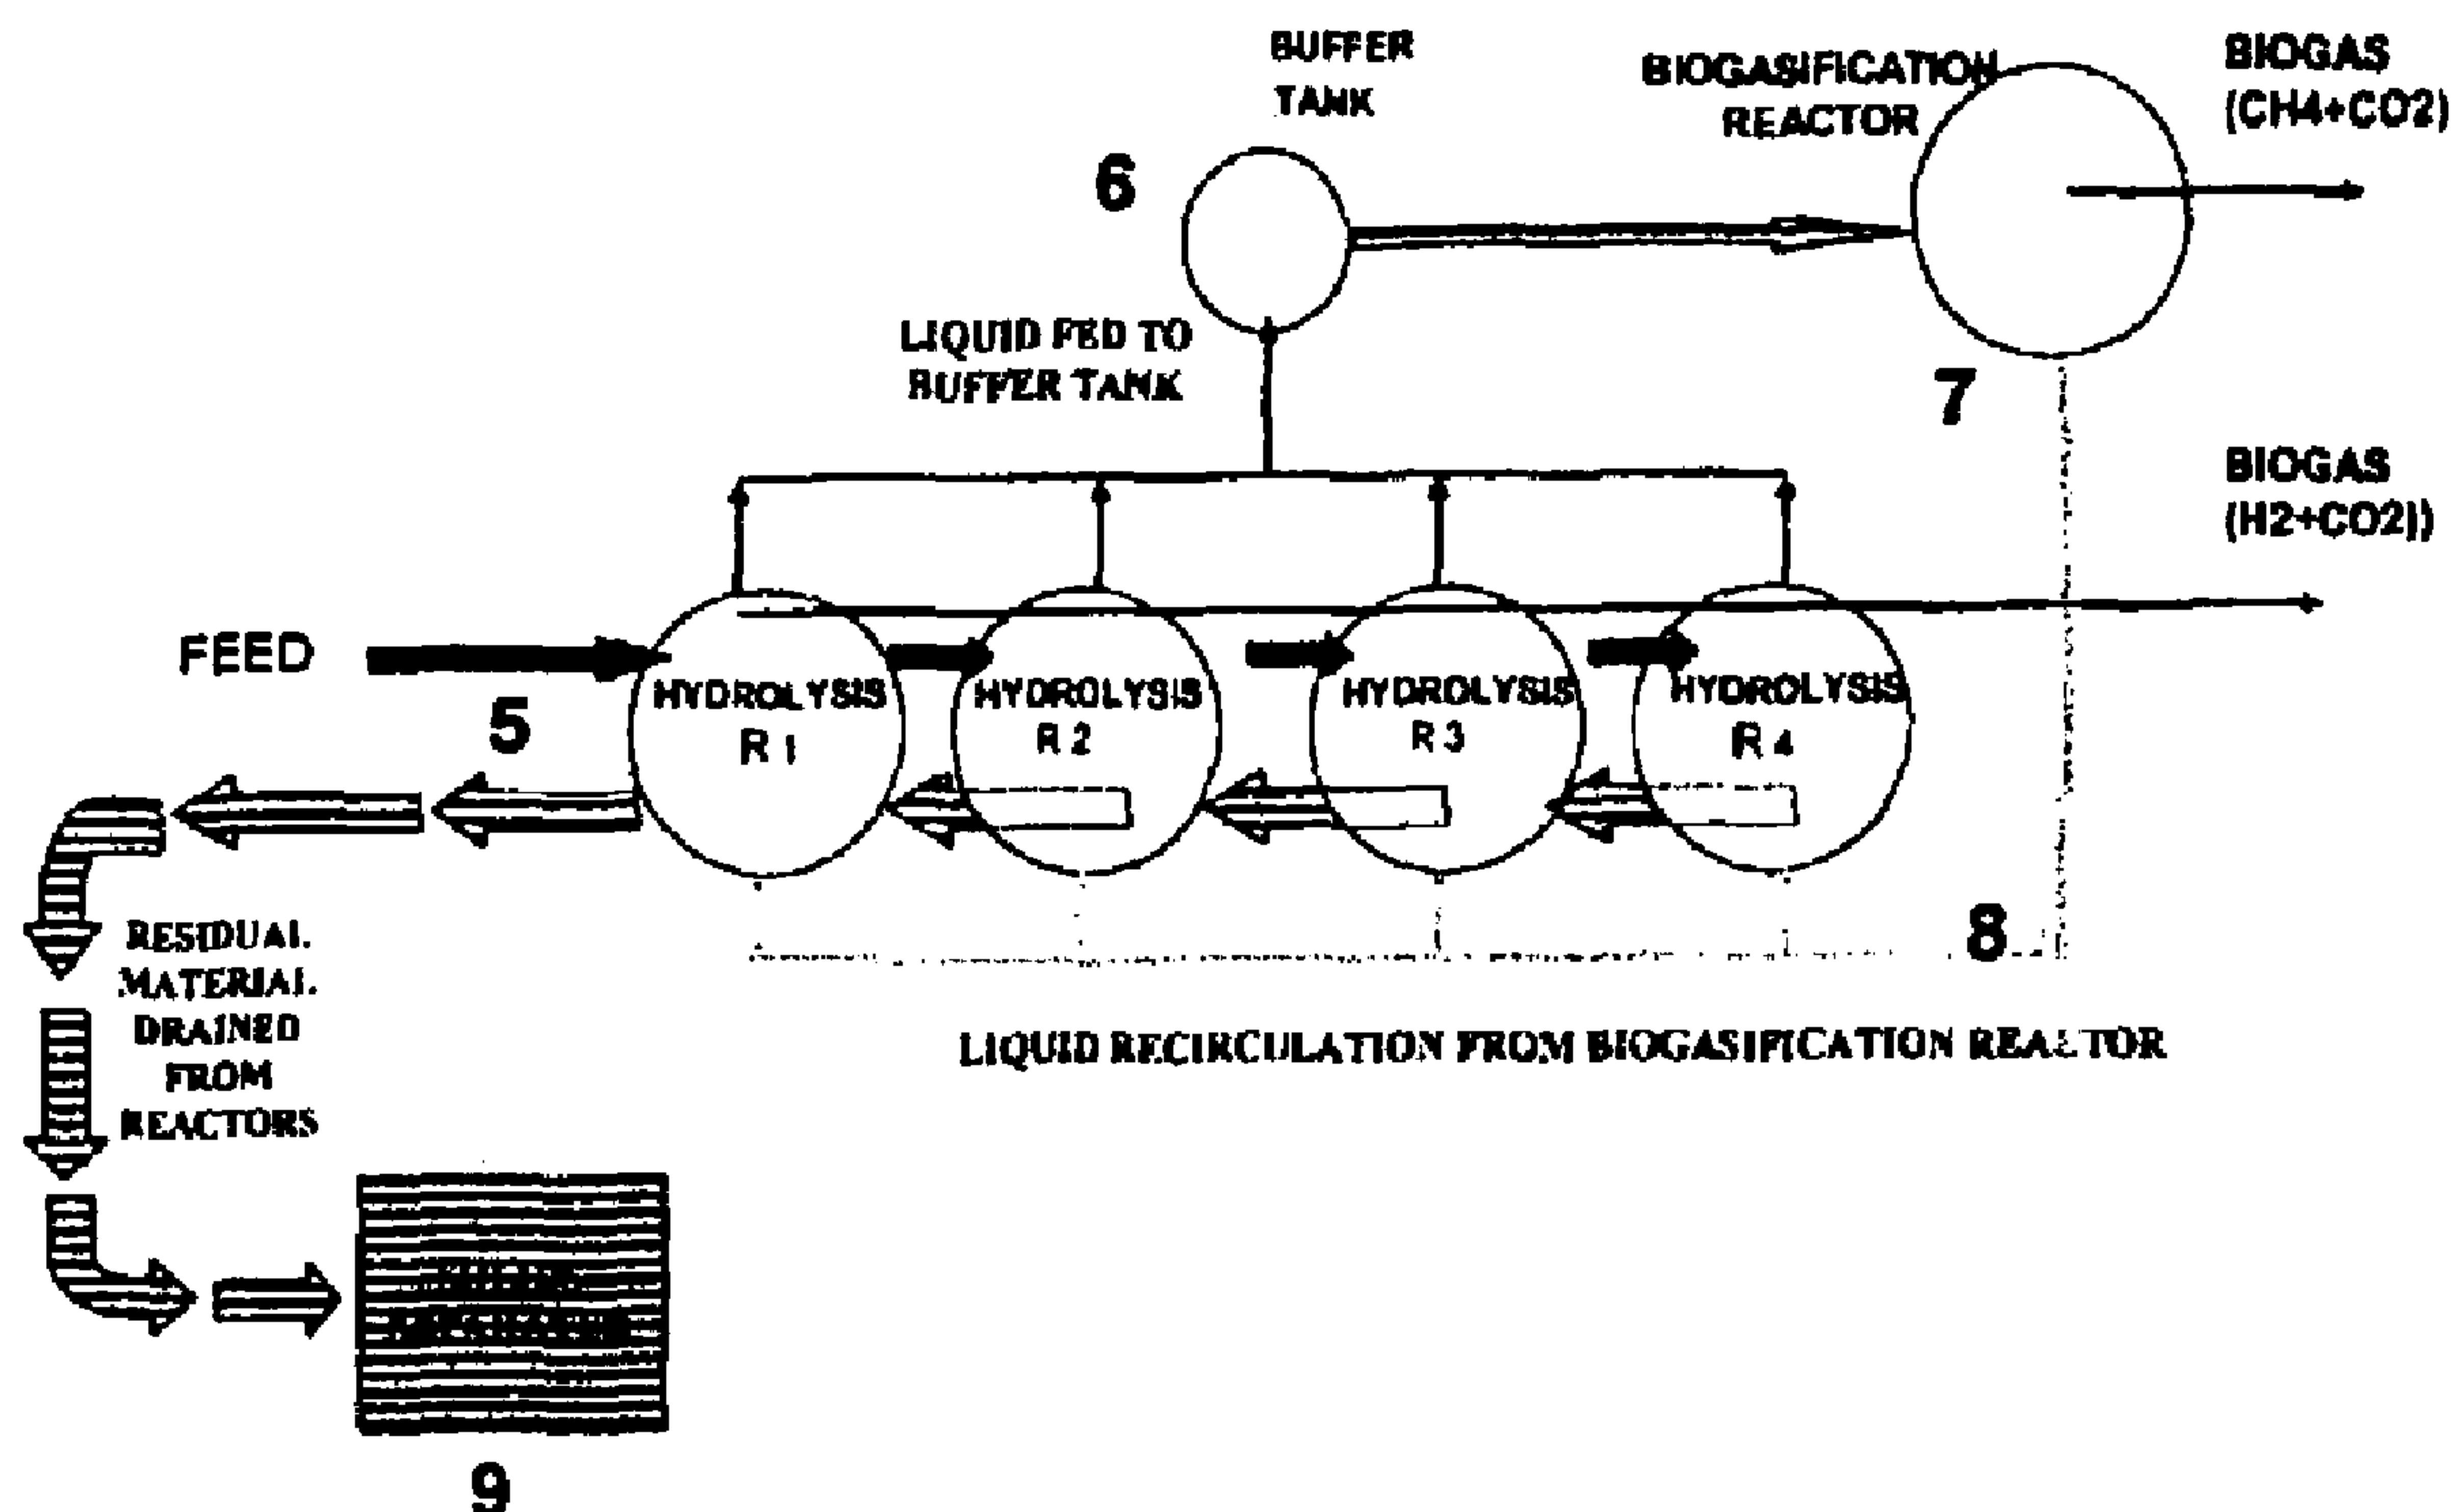 BUFFER
TANK
BIOGASIFICATION
REACTOR
BIOGAS
(CH4+CO2)
6
LIQUID FED TO
BUFFER TANK
7
BIOGAS
(H2+CO2))
FEED
5
HYDROLYSIS
R 1
HYDROLYSIS
R 2
HYDROLYSIS
R 3
HYDROLYSIS
R 4
8
RESIDUAL
MATERIAL
DRAINED
FROM
REACTORS
LIQUID RECIRCULATION FROM BIOGASIFICATION REACTOR
9